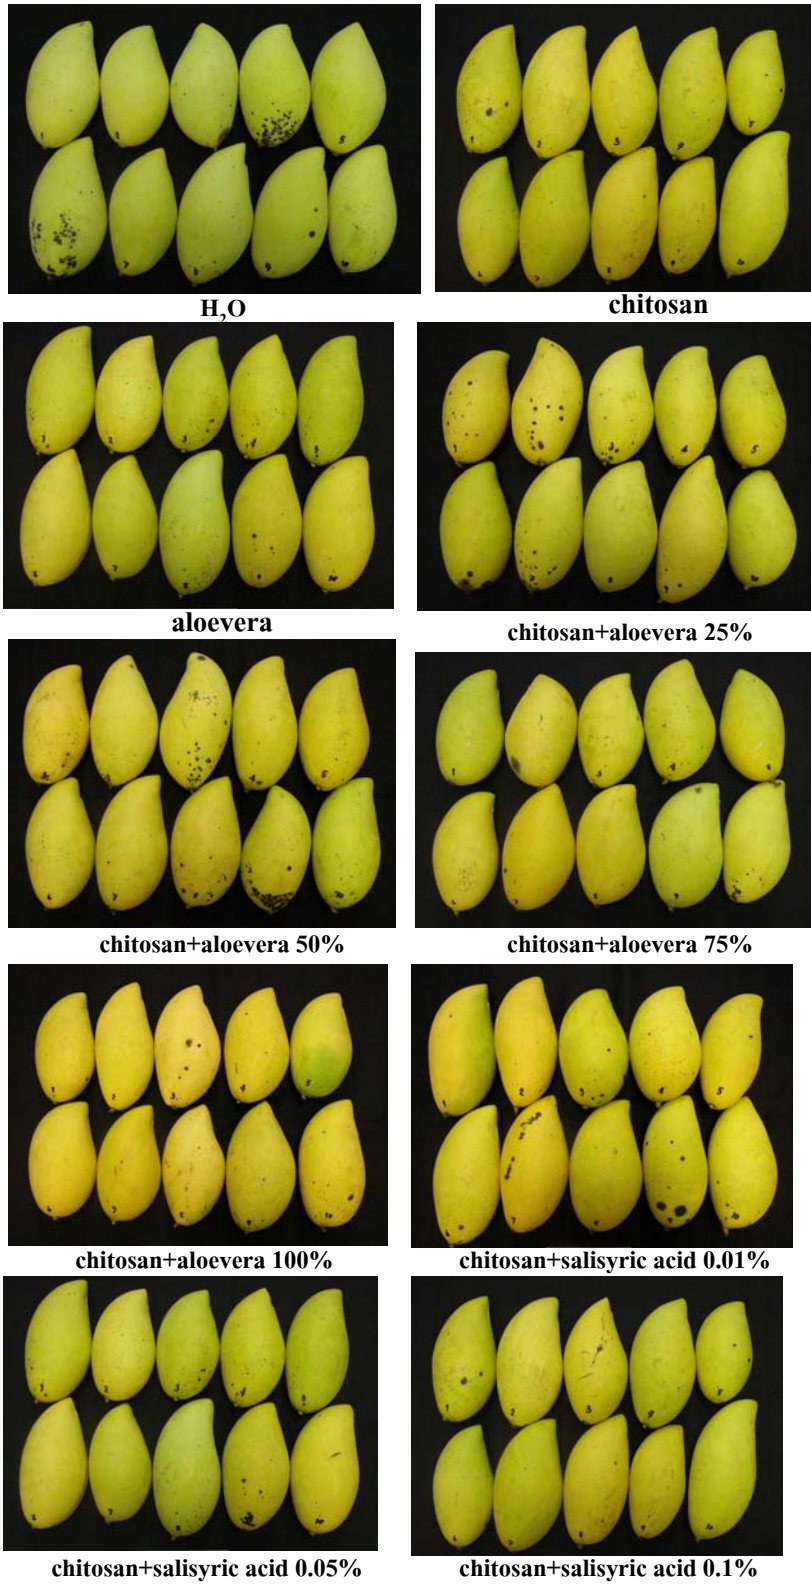 H₂O
chitosan
aloevera
chitosan+aloevera 25%
chitosan+aloevera 50%
chitosan+aloevera 75%
chitosan+aloevera 100%
chitosan+salisyric acid 0.01%
chitosan+salisyric acid 0.05%
chitosan+salisyric acid 0.1%